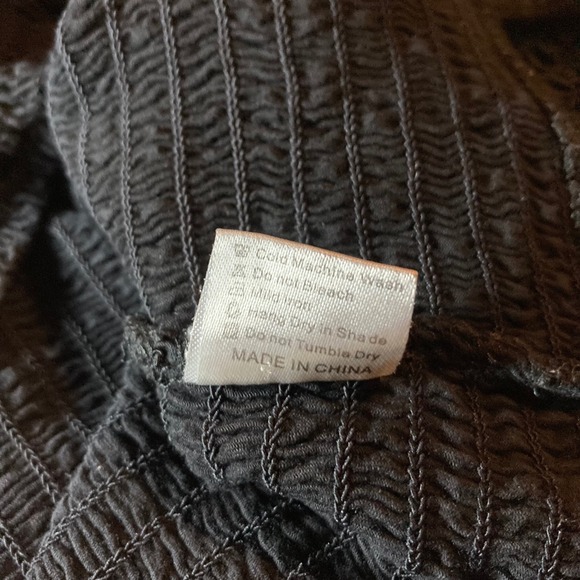 Cold Machine Wash
Do not Bleach
Mild Iron
Hang Dry in Shade
Do not Tumble Dry
MADE IN CHINA